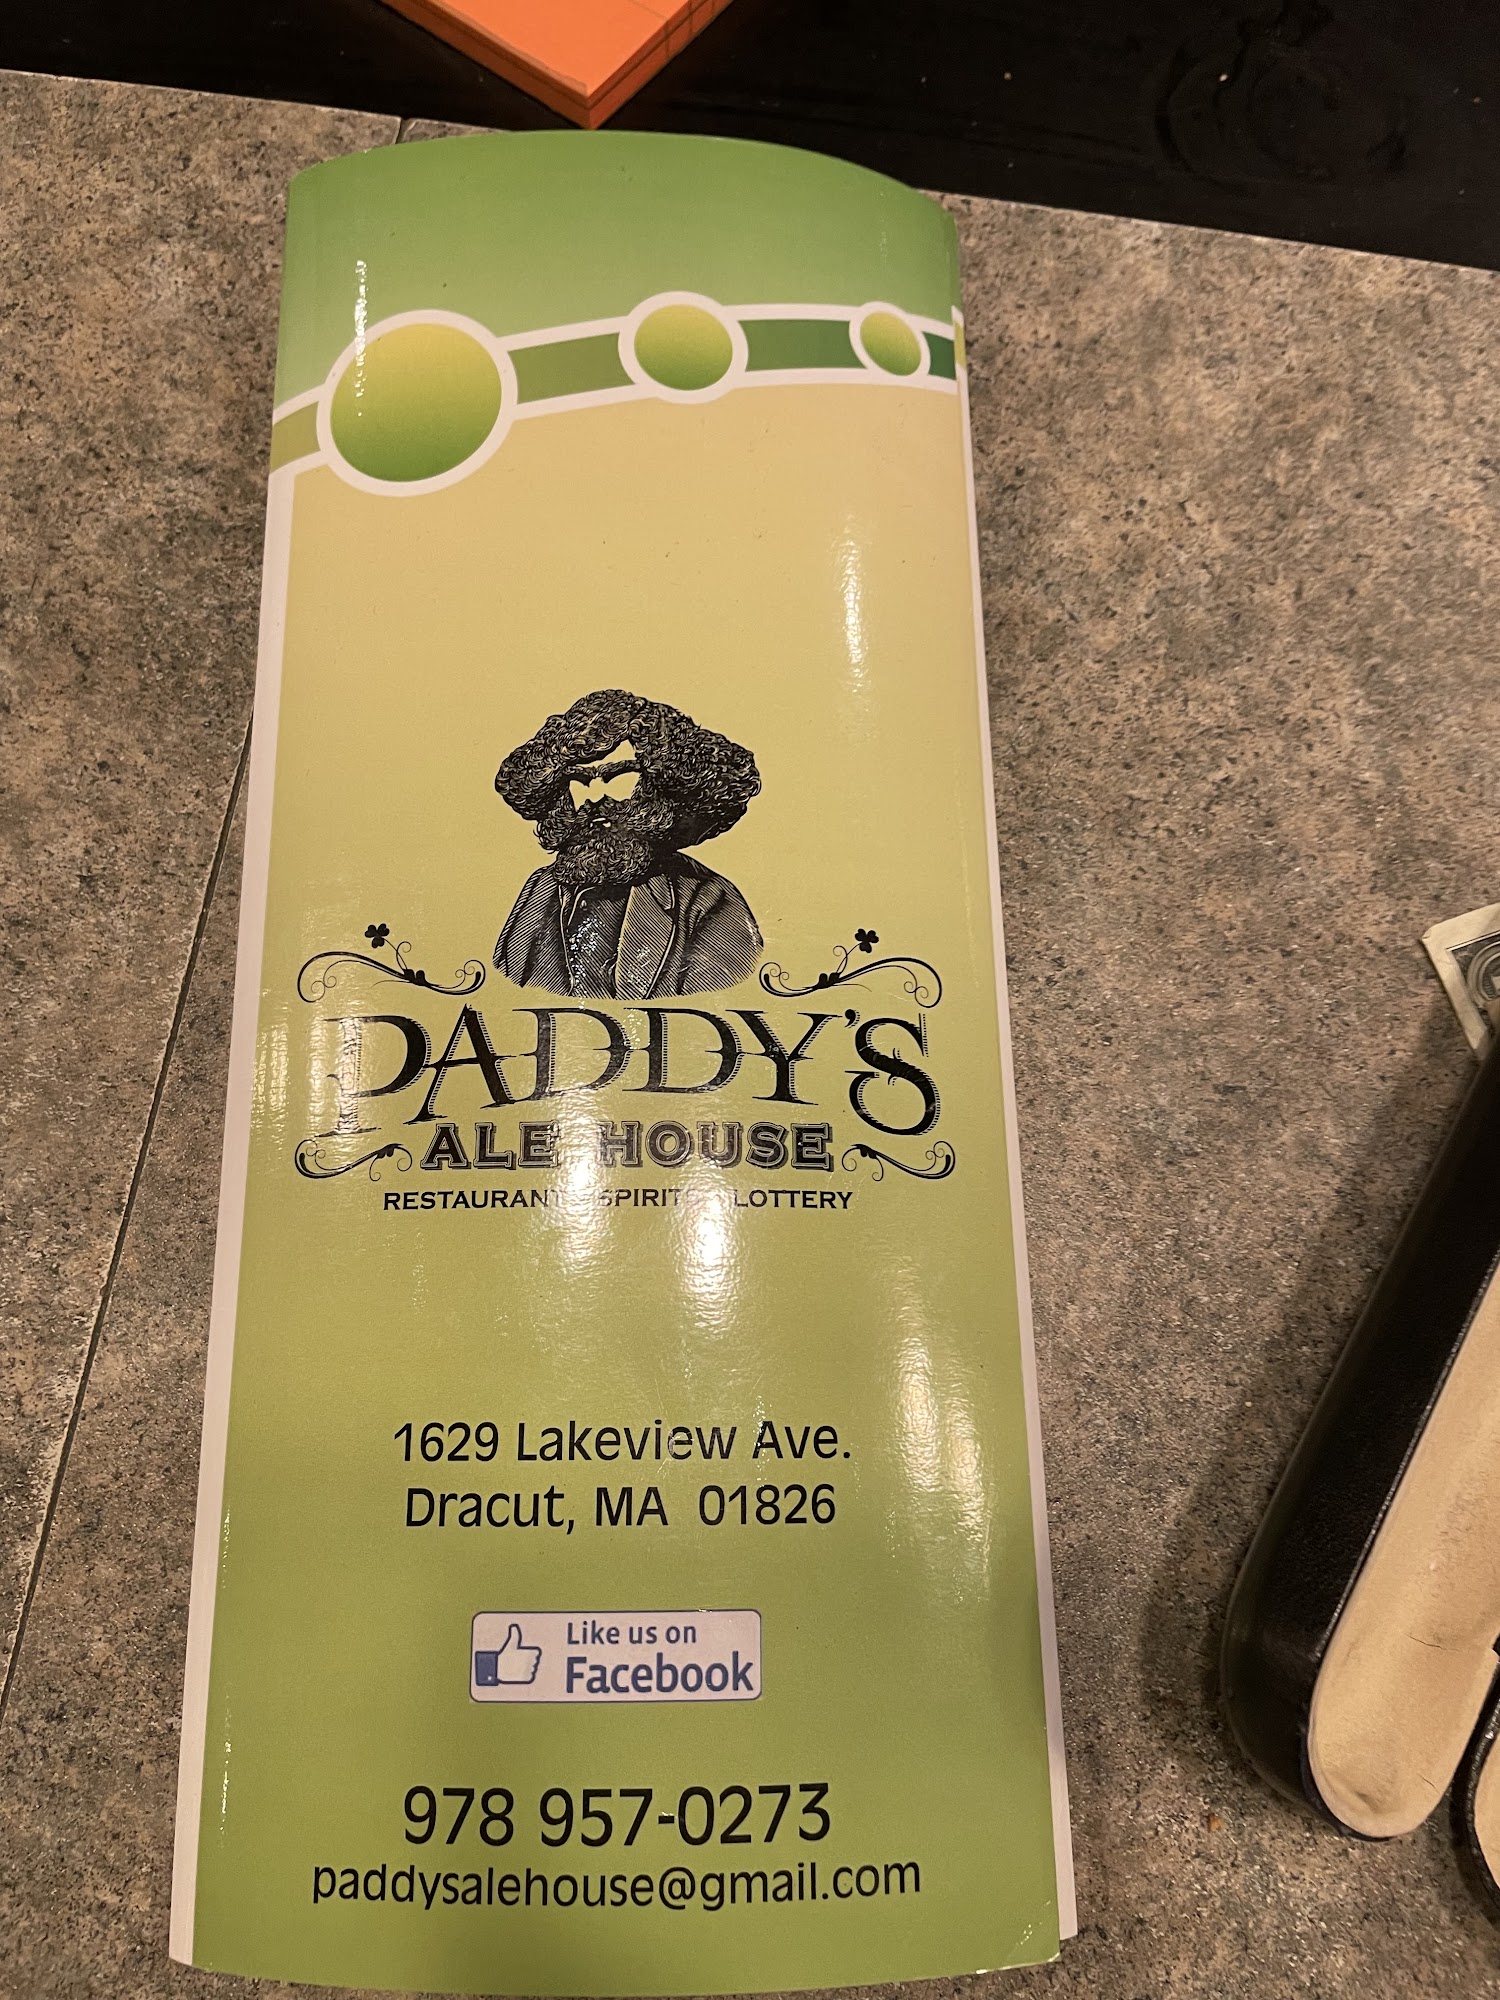 PADDY'S
ALE HOUSE
RESTAURANT SPIRITS LOTTERY
1629 Lakeview Ave.
Dracut, MA 01826
Like us on
Facebook
978 957-0273
paddysalehouse@gmail.com